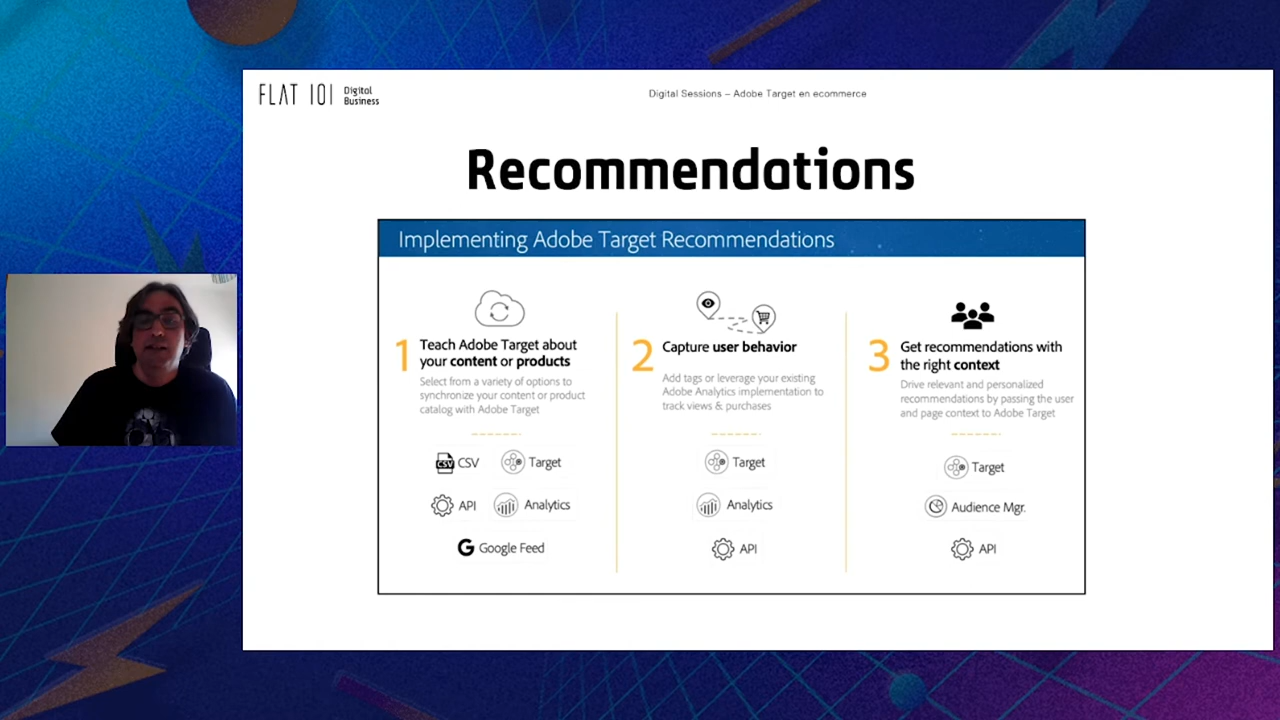 FLAT 101 Digital Business
Digital Sessions – Adobe Target en ecommerce
Recommendations
Implementing Adobe Target Recommendations
1
Teach Adobe Target about
your content or products
Select from a variety of options to
synchronize your content or product
catalog with Adobe Target
CSV CSV
Target
API
Analytics
G Google Feed
2
Capture user behavior
Add tags or leverage your existing
Adobe Analytics implementation to
track views & purchases
Target
Analytics
API
3
Get recommendations with
the right context
Drive relevant and personalized
recommendations by passing the user
and page context to Adobe Target
Target
Audience Mgr.
API